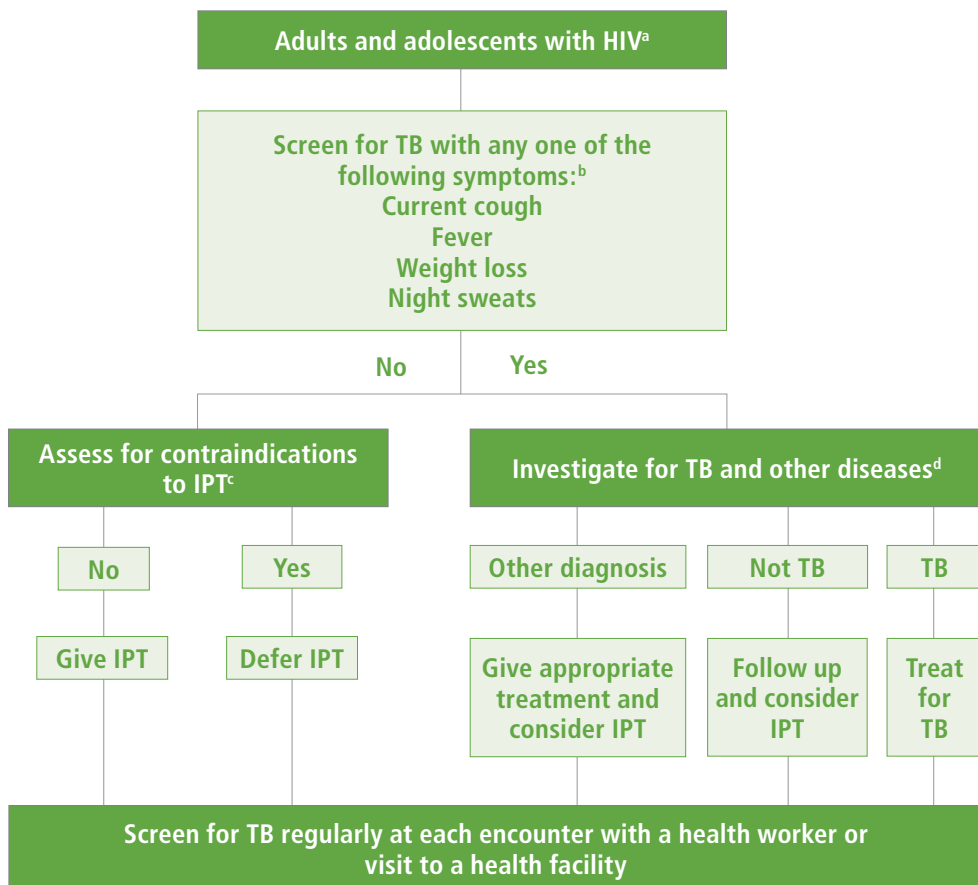 Adults and adolescents with HIVᵃ
Screen for TB with any one of the
following symptoms:ᵇ
Current cough
Fever
Weight loss
Night sweats
No
Yes
Assess for contraindications
to IPTᶜ
Investigate for TB and other diseasesᵈ
No
Yes
Other diagnosis
Not TB
TB
Give IPT
Defer IPT
Give appropriate
treatment and
consider IPT
Follow up
and consider
IPT
Treat
for
TB
Screen for TB regularly at each encounter with a health worker or
visit to a health facility